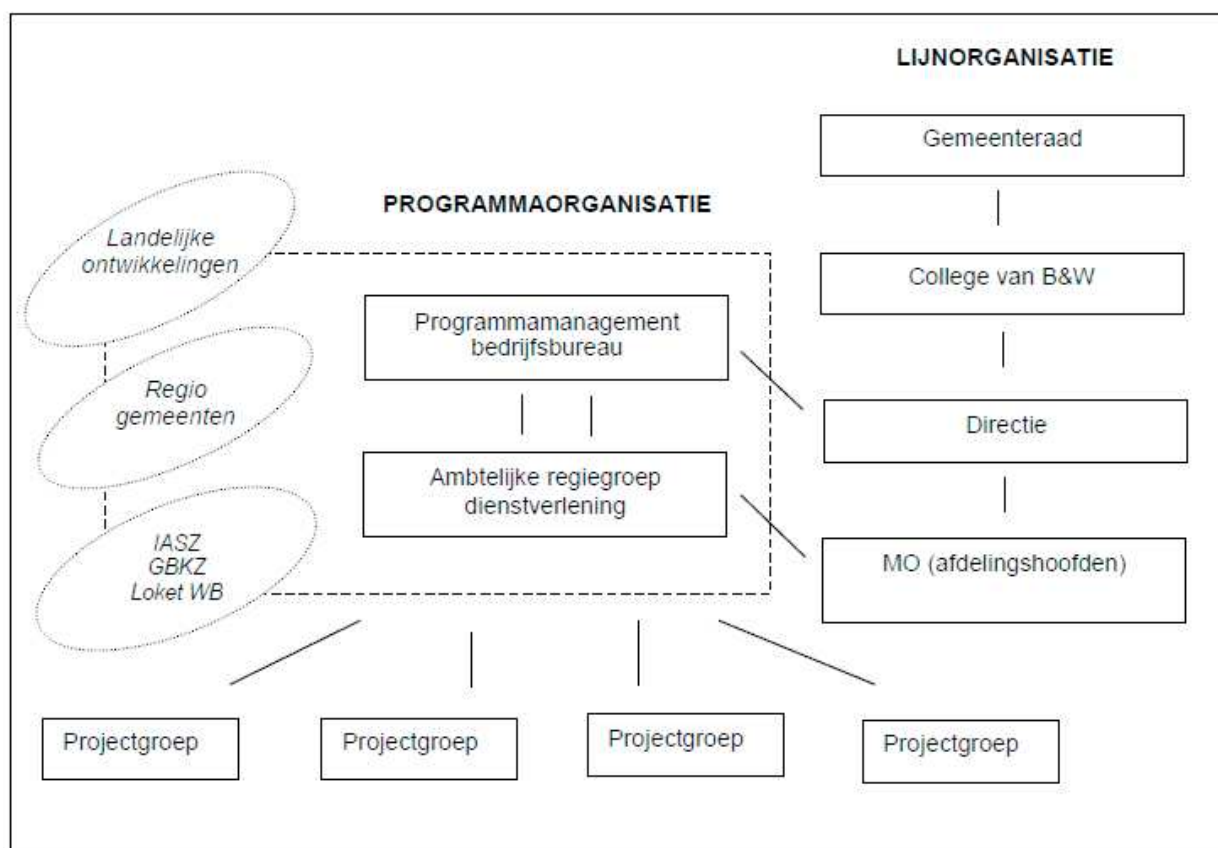 LIJNORGANISATIE
Gemeenteraad
College van B&W
Directie
MO (afdelingshoofden)
PROGRAMMAORGANISATIE
Programmamanagement
bedrijfsbureau
Ambtelijke regiegroep
dienstverlening
Landelijke
ontwikkelingen
Regio
gemeenten
IASZ
GBKZ
Loket WB
Projectgroep
Projectgroep
Projectgroep
Projectgroep